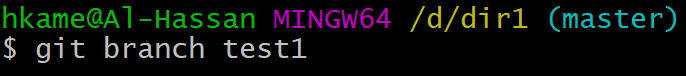 hkame@Al-Hassan MINGW64 /d/dir1 (master)
$ git branch test1